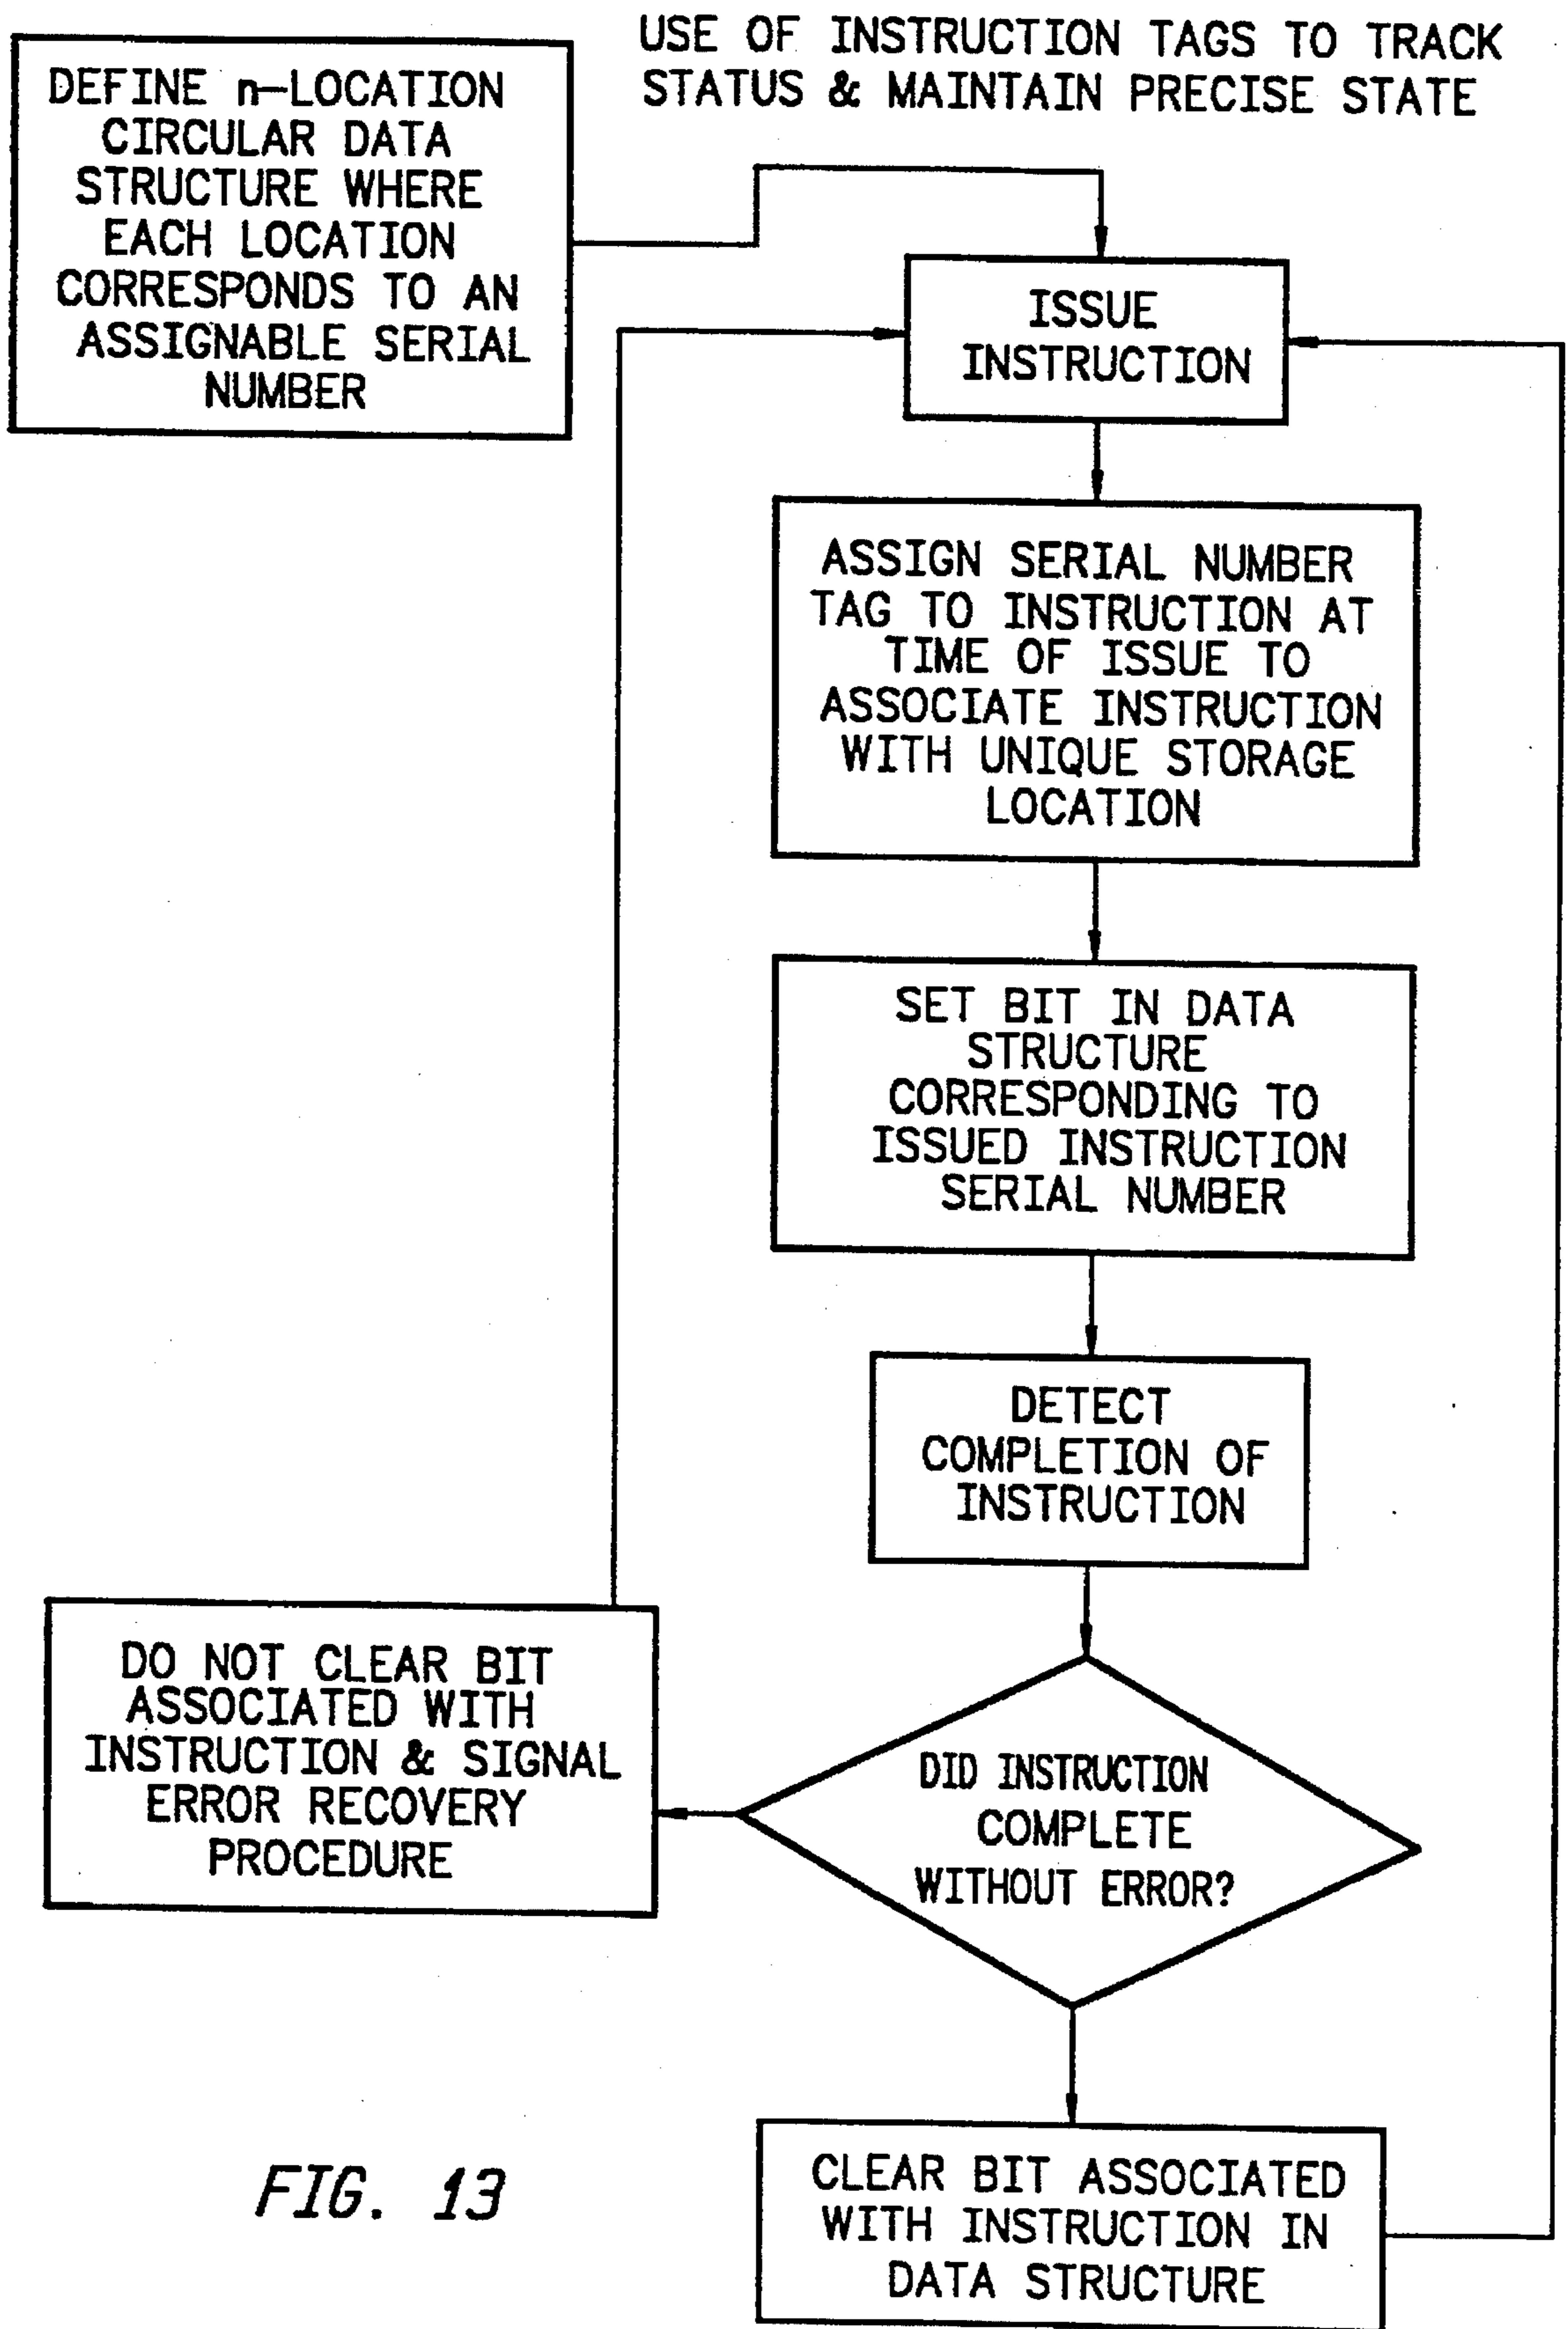 USE OF INSTRUCTION TAGS TO TRACK
STATUS & MAINTAIN PRECISE STATE
DEFINE n-LOCATION
CIRCULAR DATA
STRUCTURE WHERE
EACH LOCATION
CORRESPONDS TO AN
ASSIGNABLE SERIAL
NUMBER
ISSUE
INSTRUCTION
ASSIGN SERIAL NUMBER
TAG TO INSTRUCTION AT
TIME OF ISSUE TO
ASSOCIATE INSTRUCTION
WITH UNIQUE STORAGE
LOCATION
SET BIT IN DATA
STRUCTURE
CORRESPONDING TO
ISSUED INSTRUCTION
SERIAL NUMBER
DETECT
COMPLETION OF
INSTRUCTION
DID INSTRUCTION
COMPLETE
WITHOUT ERROR?
DO NOT CLEAR BIT
ASSOCIATED WITH
INSTRUCTION & SIGNAL
ERROR RECOVERY
PROCEDURE
CLEAR BIT ASSOCIATED
WITH INSTRUCTION IN
DATA STRUCTURE
FIG. 13